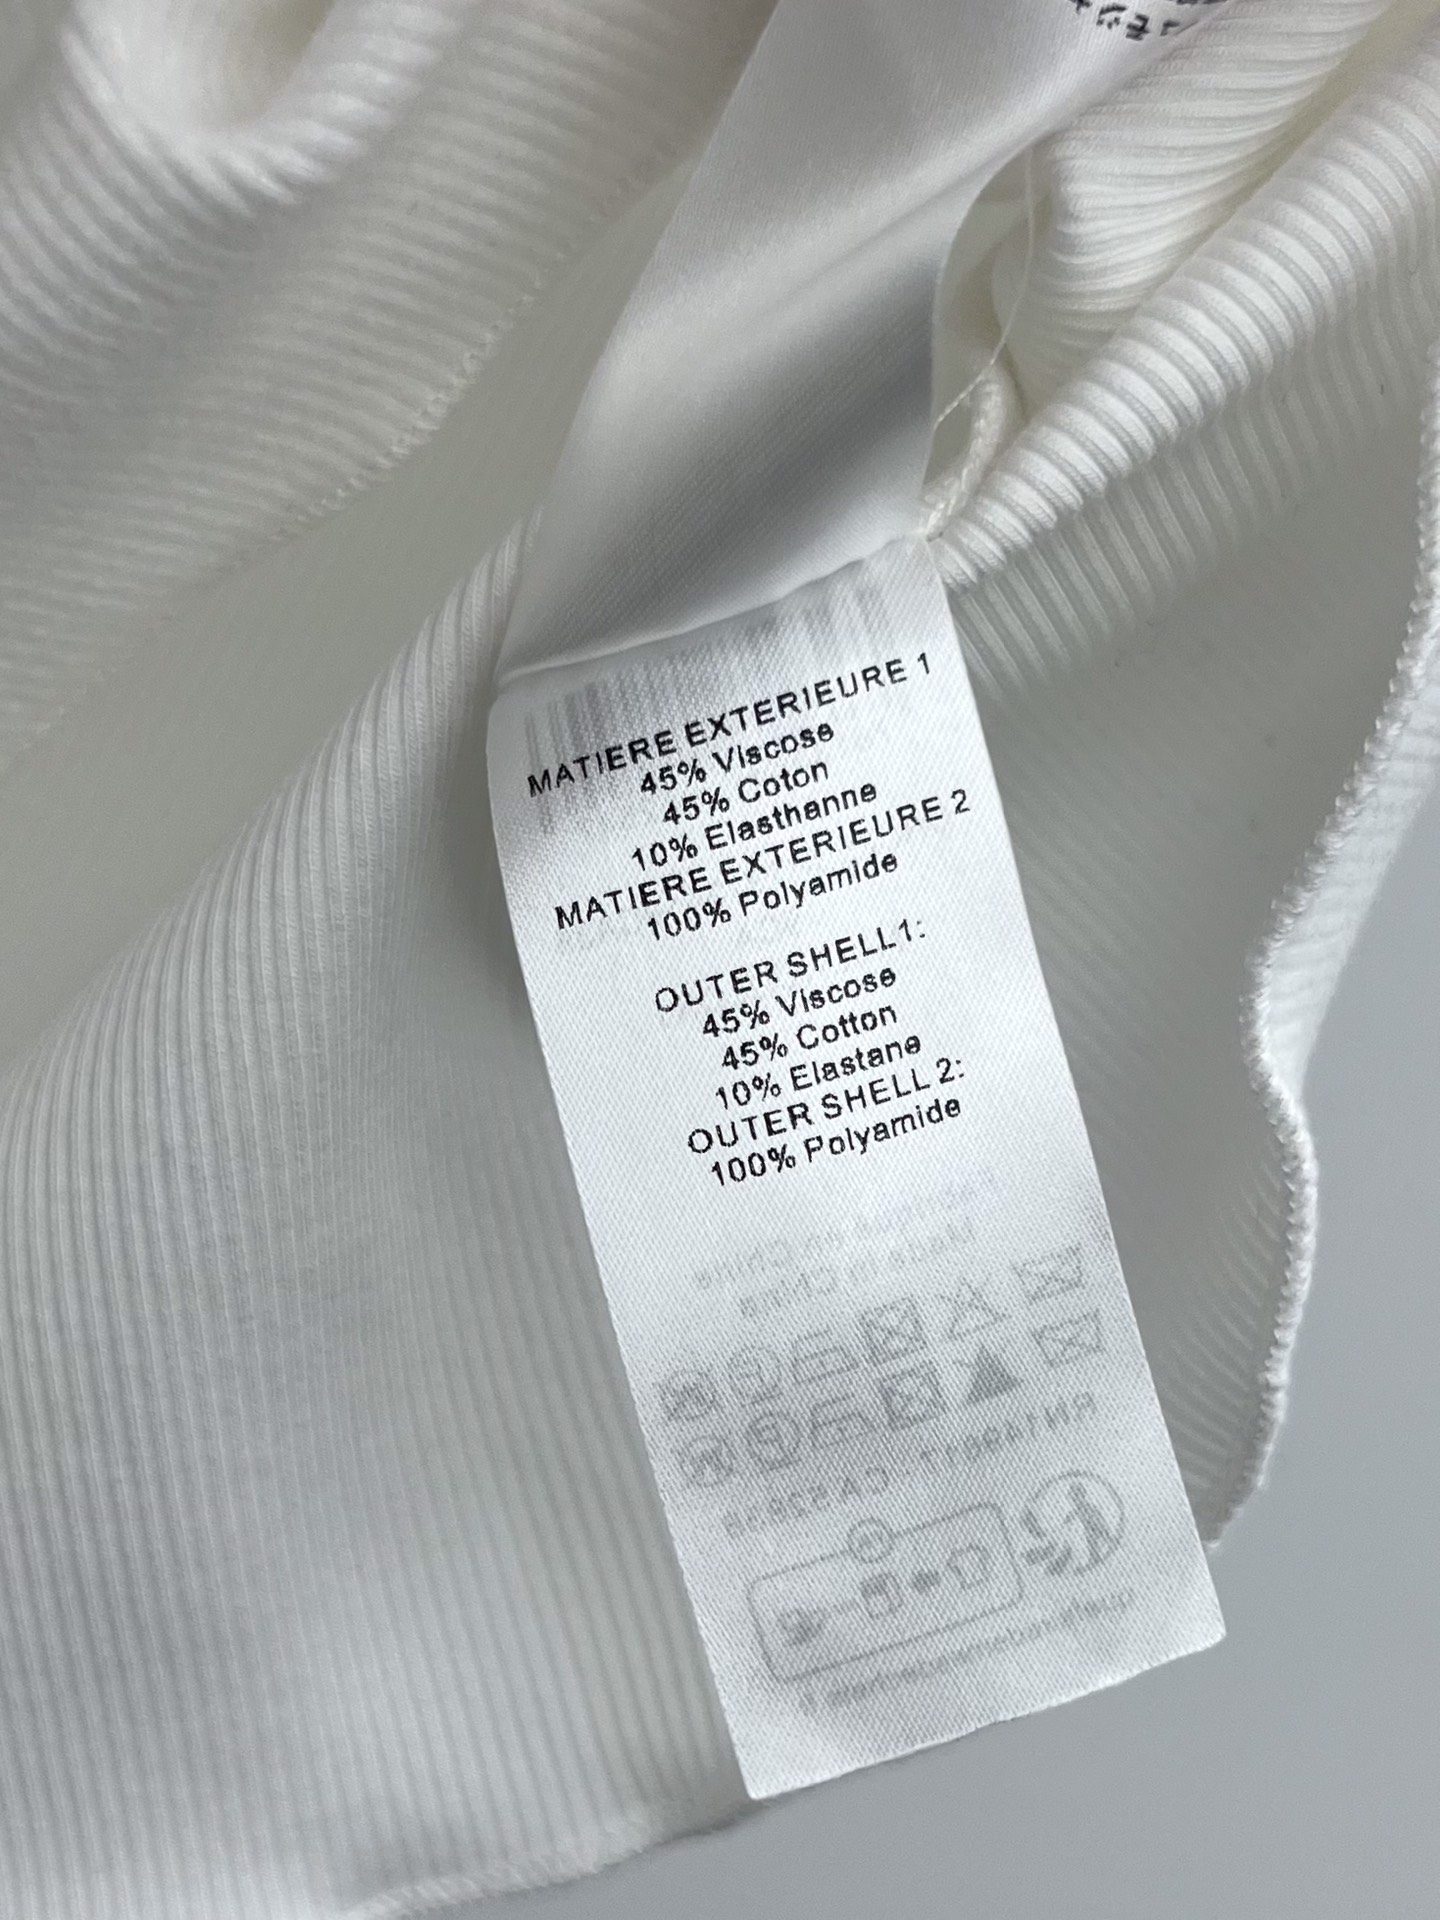 MATIERE EXTERIEURE 1
45% Viscose
45% Coton
10% Elasthanne
MATIERE EXTERIEURE 2
100% Polyamide
OUTER SHELL1:
45% Viscose
45% Cotton
10% Elastane
OUTER SHELL 2:
100% Polyamide